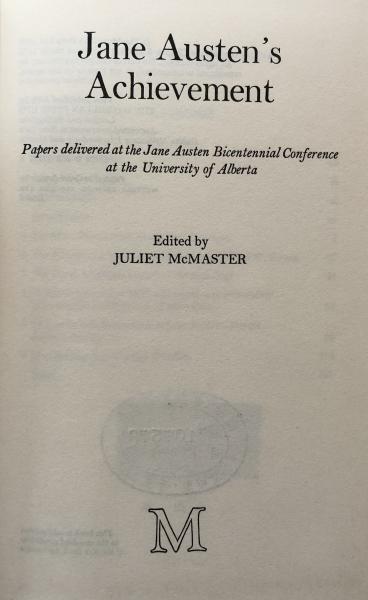 Jane Austen's
Achievement
Papers delivered at the Jane Austen Bicentennial Conference
at the University of Alberta
Edited by
JULIET McMASTER
M